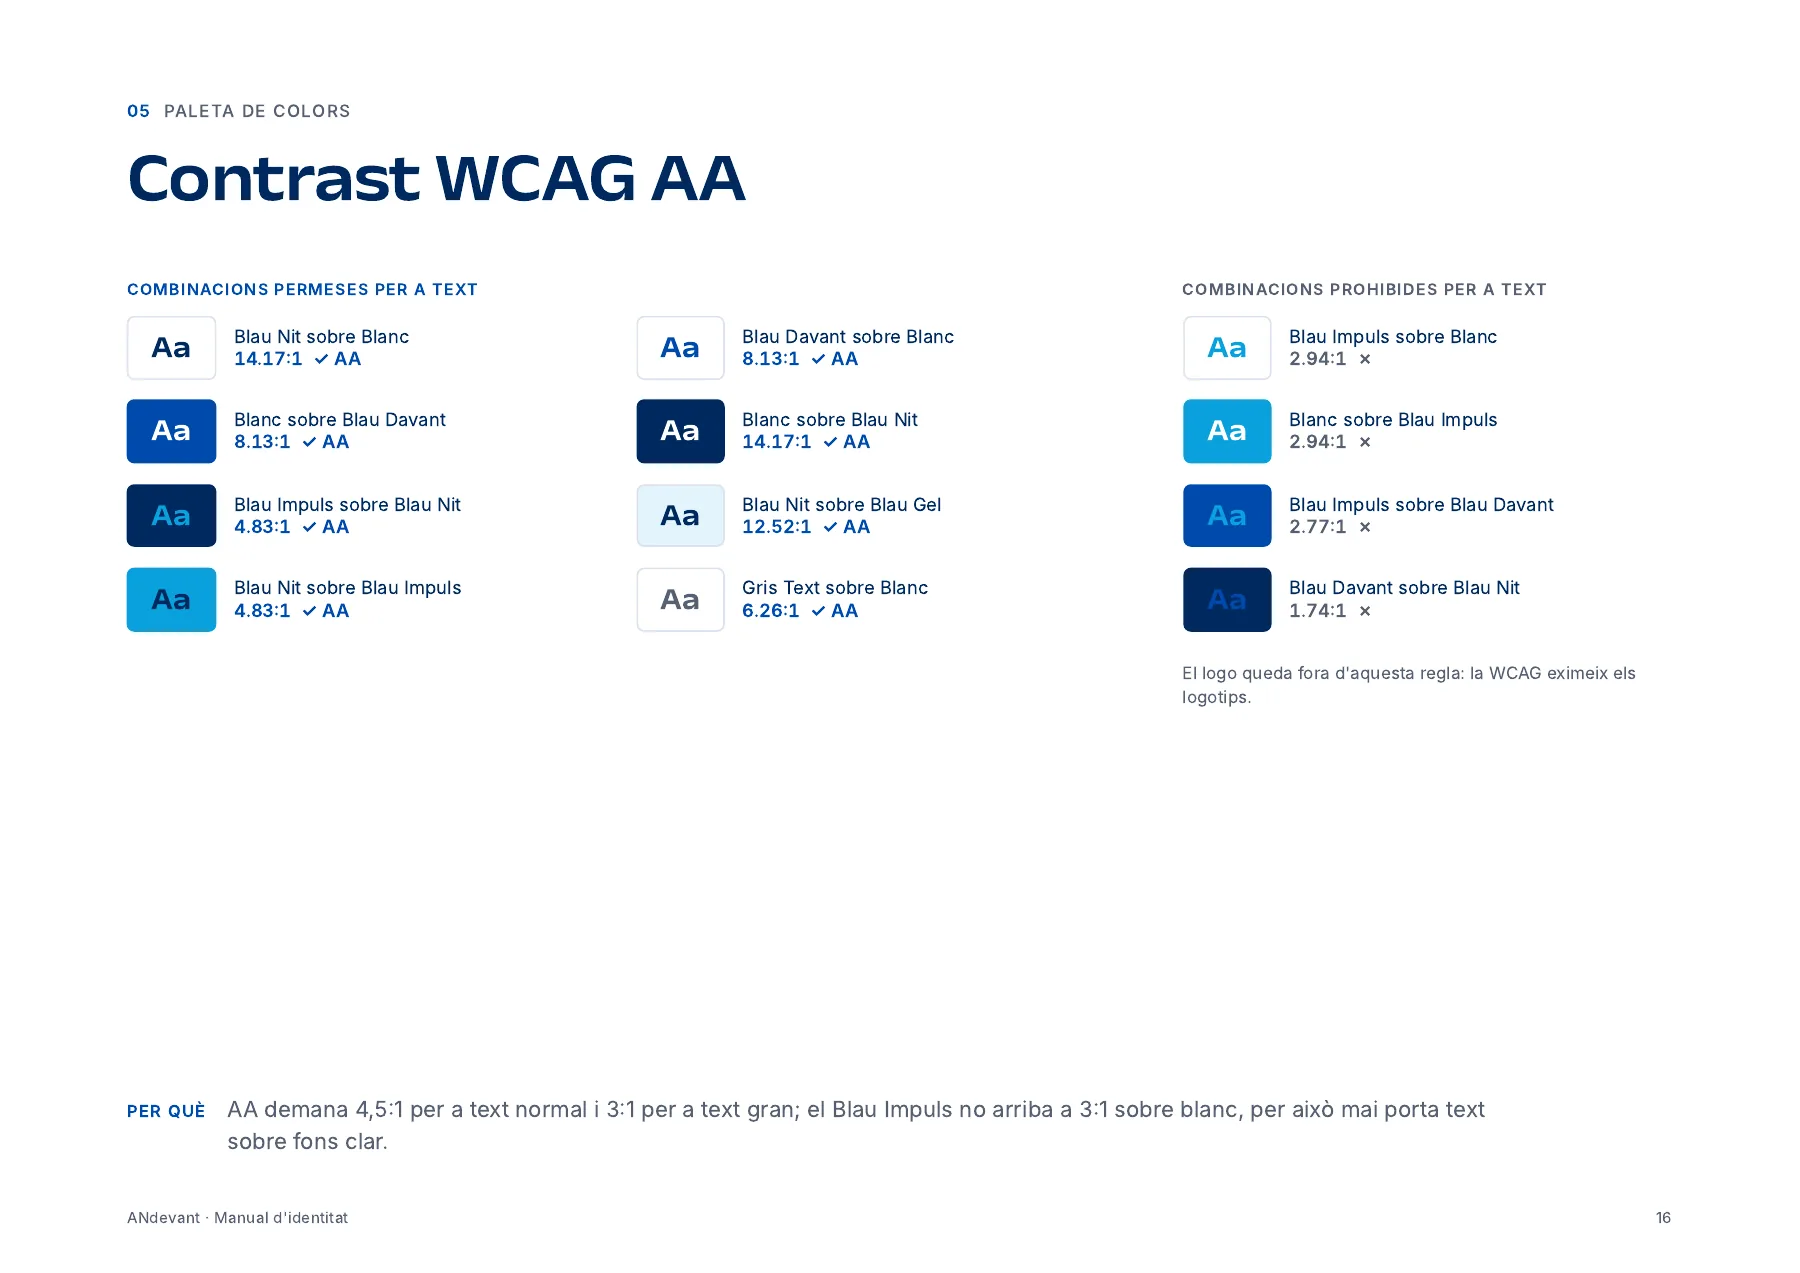 05 PALETA DE COLORS
Contrast WCAG AA
COMBINACIONS PERMESES PER A TEXT
Aa Blau Nit sobre Blanc
14.17:1 ✓ AA
Aa Blau Davant sobre Blanc
8.13:1 ✓ AA
Aa Blanc sobre Blau Davant
8.13:1 ✓ AA
Aa Blanc sobre Blau Nit
14.17:1 ✓ AA
Aa Blau Impuls sobre Blau Nit
4.83:1 ✓ AA
Aa Blau Nit sobre Blau Gel
12.52:1 ✓ AA
Aa Blau Nit sobre Blau Impuls
4.83:1 ✓ AA
Aa Gris Text sobre Blanc
6.26:1 ✓ AA
COMBINACIONS PROHIBIDES PER A TEXT
Aa Blau Impuls sobre Blanc
2.94:1 ×
Aa Blanc sobre Blau Impuls
2.94:1 ×
Aa Blau Impuls sobre Blau Davant
2.77:1 ×
Aa Blau Davant sobre Blau Nit
1.74:1 ×
El logo queda fora d'aquesta regla: la WCAG eximeix els
logotips.
PER QUÈ AA demana 4,5:1 per a text normal i 3:1 per a text gran; el Blau Impuls no arriba a 3:1 sobre blanc, per això mai porta text
sobre fons clar.
ANdevant · Manual d'identitat
16